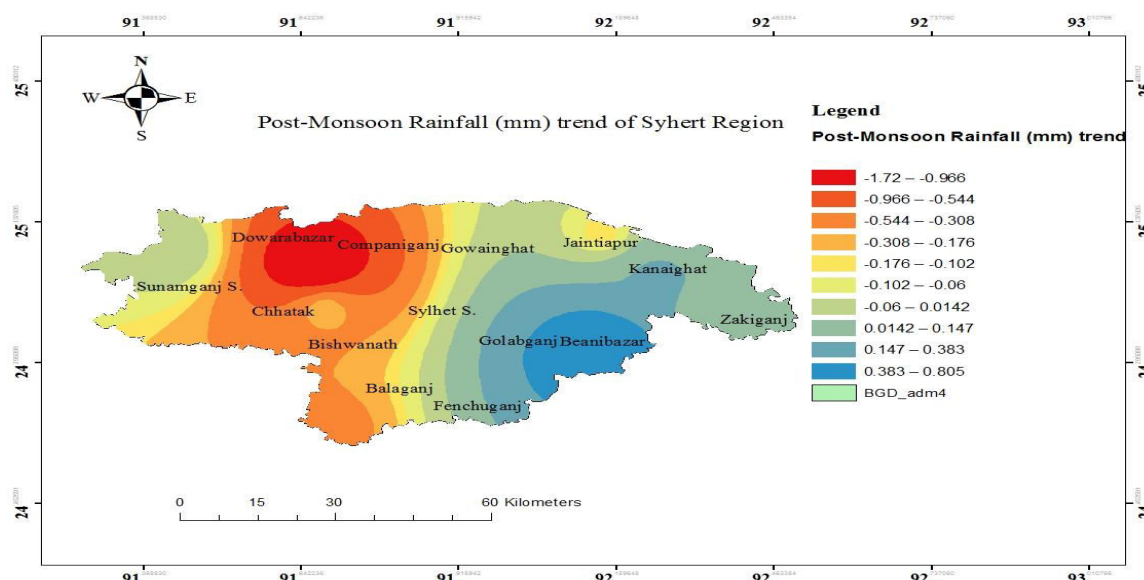 91 91 91 92 92 92 93
N
W E
S
Post-Monsoon Rainfall (mm) trend of Syhert Region
Legend
Post-Monsoon Rainfall (mm) trend
-1.72 – -0.966
-0.966 – -0.544
-0.544 – -0.308
-0.308 – -0.176
-0.176 – -0.102
-0.102 – -0.06
-0.06 – 0.0142
0.0142 – 0.147
0.147 – 0.383
0.383 – 0.805
BGD_adm4
25 25
25 25
24 24
24 24
Dowarabazar
Companiganj
Gowainghat
Jaintiapur
Kanaighat
Sunamganj S.
Chhatak
Sylhet S.
Zakiganj
Bishwanath
Golabganj
Beanibazar
Balaganj
Fenchuganj
0 15 30 60 Kilometers
91 91 91 92 92 92 93